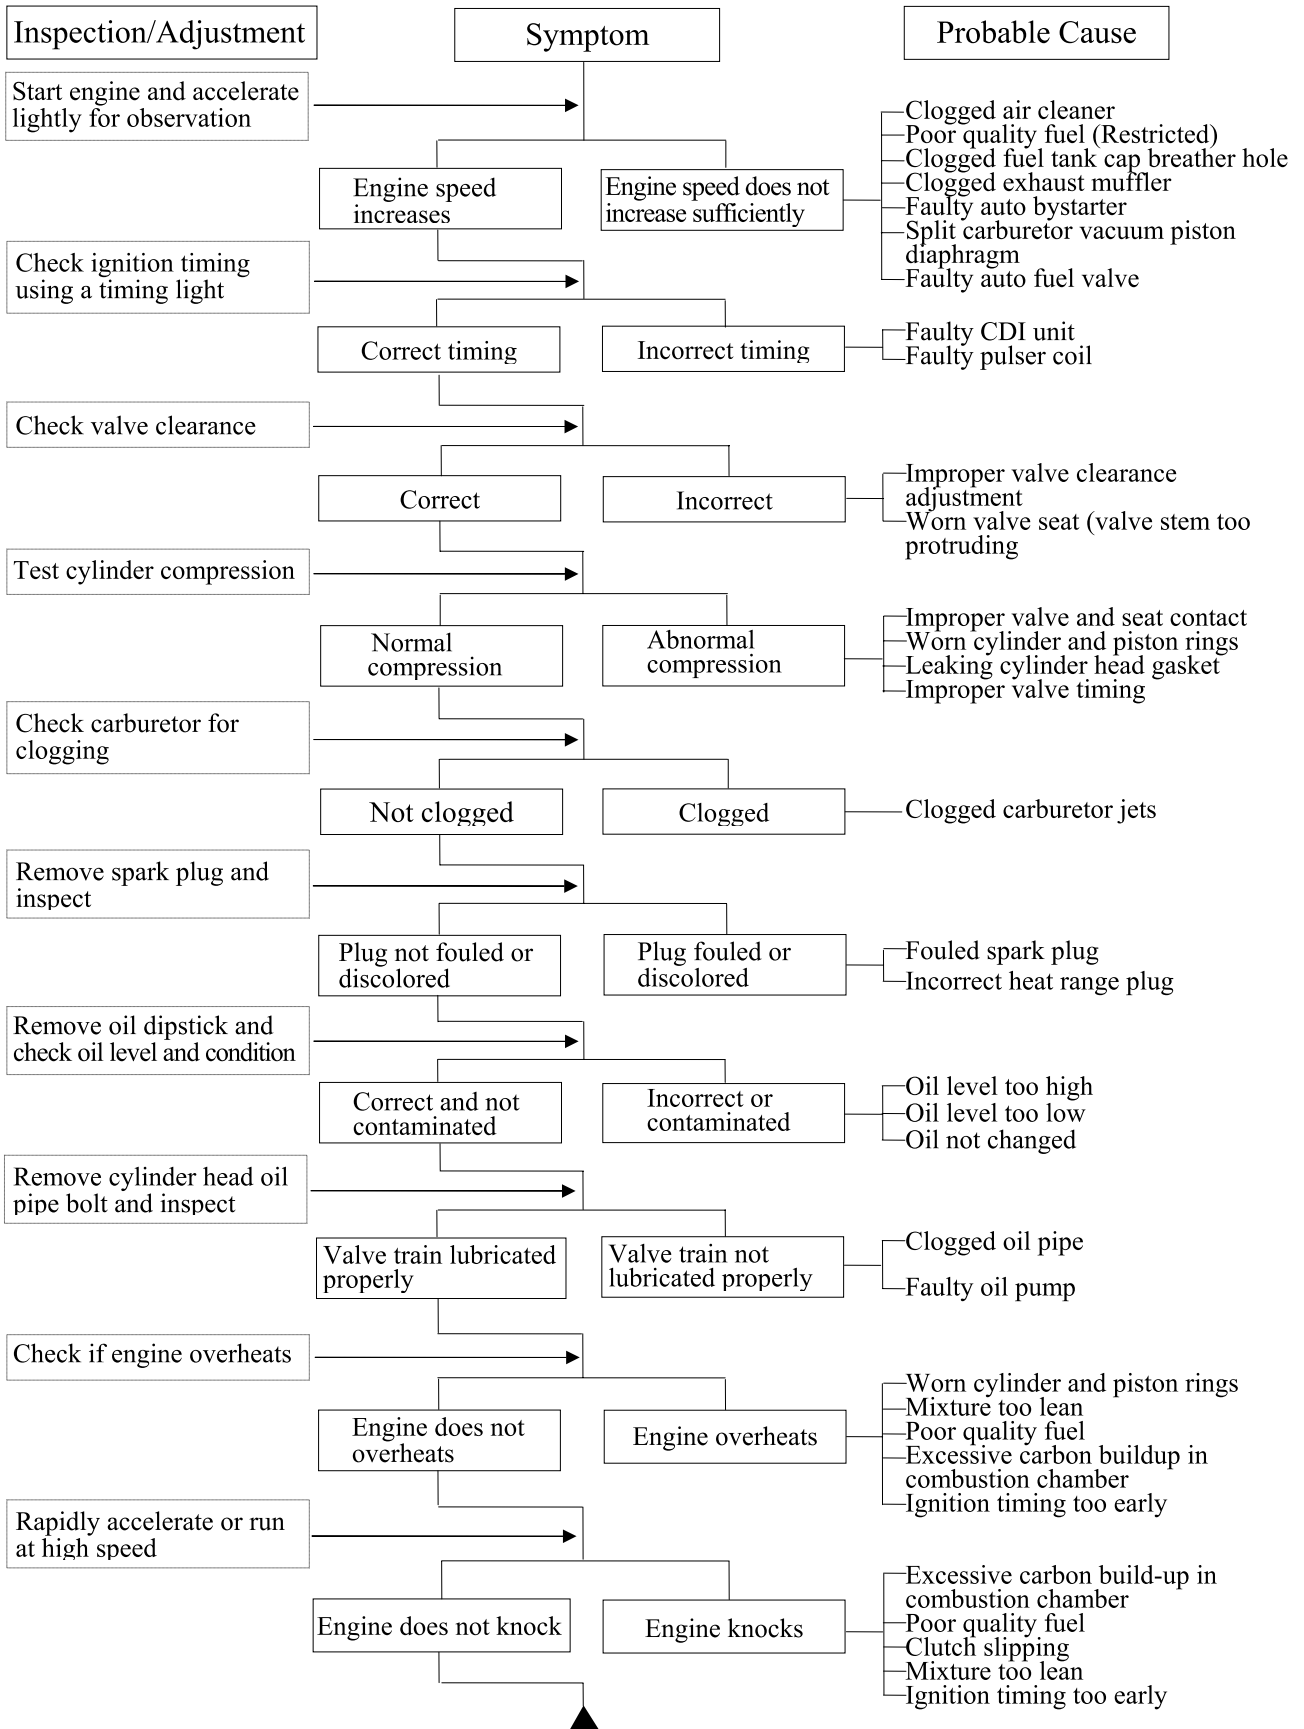 Inspection/Adjustment
Symptom
Probable Cause
Start engine and accelerate
lightly for observation
Engine speed
increases
Engine speed does not
increase sufficiently
Clogged air cleaner
Poor quality fuel (Restricted)
Clogged fuel tank cap breather hole
Clogged exhaust muffler
Faulty auto bystarter
Split carburetor vacuum piston
diaphragm
Faulty auto fuel valve
Check ignition timing
using a timing light
Correct timing
Incorrect timing
Faulty CDI unit
Faulty pulser coil
Check valve clearance
Correct
Incorrect
Improper valve clearance
adjustment
Worn valve seat (valve stem too
protruding
Test cylinder compression
Normal
compression
Abnormal
compression
Improper valve and seat contact
Worn cylinder and piston rings
Leaking cylinder head gasket
Improper valve timing
Check carburetor for
clogging
Not clogged
Clogged
Clogged carburetor jets
Remove spark plug and
inspect
Plug not fouled or
discolored
Plug fouled or
discolored
Fouled spark plug
Incorrect heat range plug
Remove oil dipstick and
check oil level and condition
Correct and not
contaminated
Incorrect or
contaminated
Oil level too high
Oil level too low
Oil not changed
Remove cylinder head oil
pipe bolt and inspect
Valve train lubricated
properly
Valve train not
lubricated properly
Clogged oil pipe
Faulty oil pump
Check if engine overheats
Engine does not
overheats
Engine overheats
Worn cylinder and piston rings
Mixture too lean
Poor quality fuel
Excessive carbon buildup in
combustion chamber
Ignition timing too early
Rapidly accelerate or run
at high speed
Engine does not knock
Engine knocks
Excessive carbon build-up in
combustion chamber
Poor quality fuel
Clutch slipping
Mixture too lean
Ignition timing too early